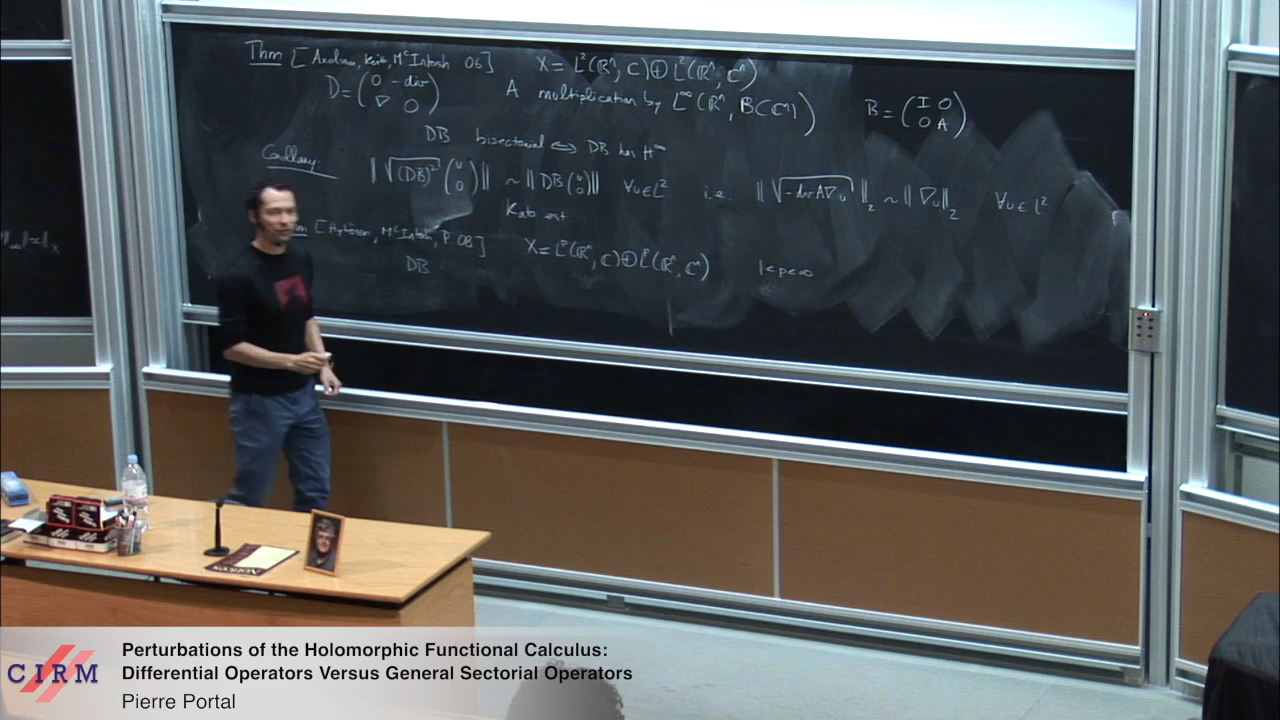 Thm [Axelsson, Keith, McIntosh 06] X = L²(ℝⁿ, ℂ) ⊕ L²(ℝⁿ, ℂⁿ)
D = (0 -div ; ∇ 0) A multiplication by L^∞(ℝⁿ, B(ℂⁿ)) B = (I 0 ; 0 A)
DB bisectorial ⟺ DB has H^∞
Corollary:
‖√(DB)² (u ; 0)‖ ~ ‖DB (u ; 0)‖ ∀u∈L² i.e. ‖√-div A∇ u‖₂ ~ ‖∇u‖₂ ∀u∈L²
Kato est
[Hytönen, McIntosh, P 08] X = Lᵖ(ℝⁿ, ℂ) ⊕ Lᵖ(ℝⁿ, ℂⁿ) 1<p<∞
DB
CIRM
Perturbations of the Holomorphic Functional Calculus:
Differential Operators Versus General Sectorial Operators
Pierre Portal